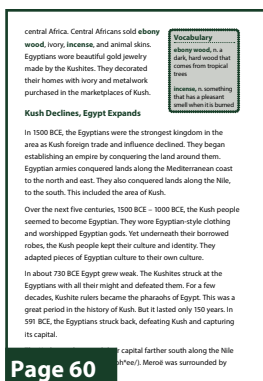 central Africa. Central Africans sold ebony
wood, ivory, incense, and animal skins.
Egyptians wore beautiful gold jewelry
made by the Kushites. They decorated
their homes with ivory and metalwork
purchased in the marketplaces of Kush.
Vocabulary
ebony wood, n. a
dark, hard wood that
comes from tropical
trees
incense, n. something
that has a pleasant
smell when it is burned
Kush Declines, Egypt Expands
In 1500 BCE, the Egyptians were the strongest kingdom in the
area as Kush foreign trade and influence declined. They began
establishing an empire by conquering the land around them.
Egyptian armies conquered lands along the Mediterranean coast
to the north and east. They also conquered lands along the Nile,
to the south. This included the area of Kush.
Over the next five centuries, 1500 BCE – 1000 BCE, the Kush people
seemed to become Egyptian. They wore Egyptian-style clothing
and worshipped Egyptian gods. Yet underneath their borrowed
robes, the Kush people kept their culture and identity. They
adapted pieces of Egyptian culture to their own culture.
In about 730 BCE Egypt grew weak. The Kushites struck at the
Egyptians with all their might and defeated them. For a few
decades, Kushite rulers became the pharaohs of Egypt. This was a
great period in the history of Kush. But it lasted only 150 years. In
591 BCE, the Egyptians struck back, defeating Kush and capturing
its capital.
capital farther south along the Nile
Meroë was surrounded by
Page 60